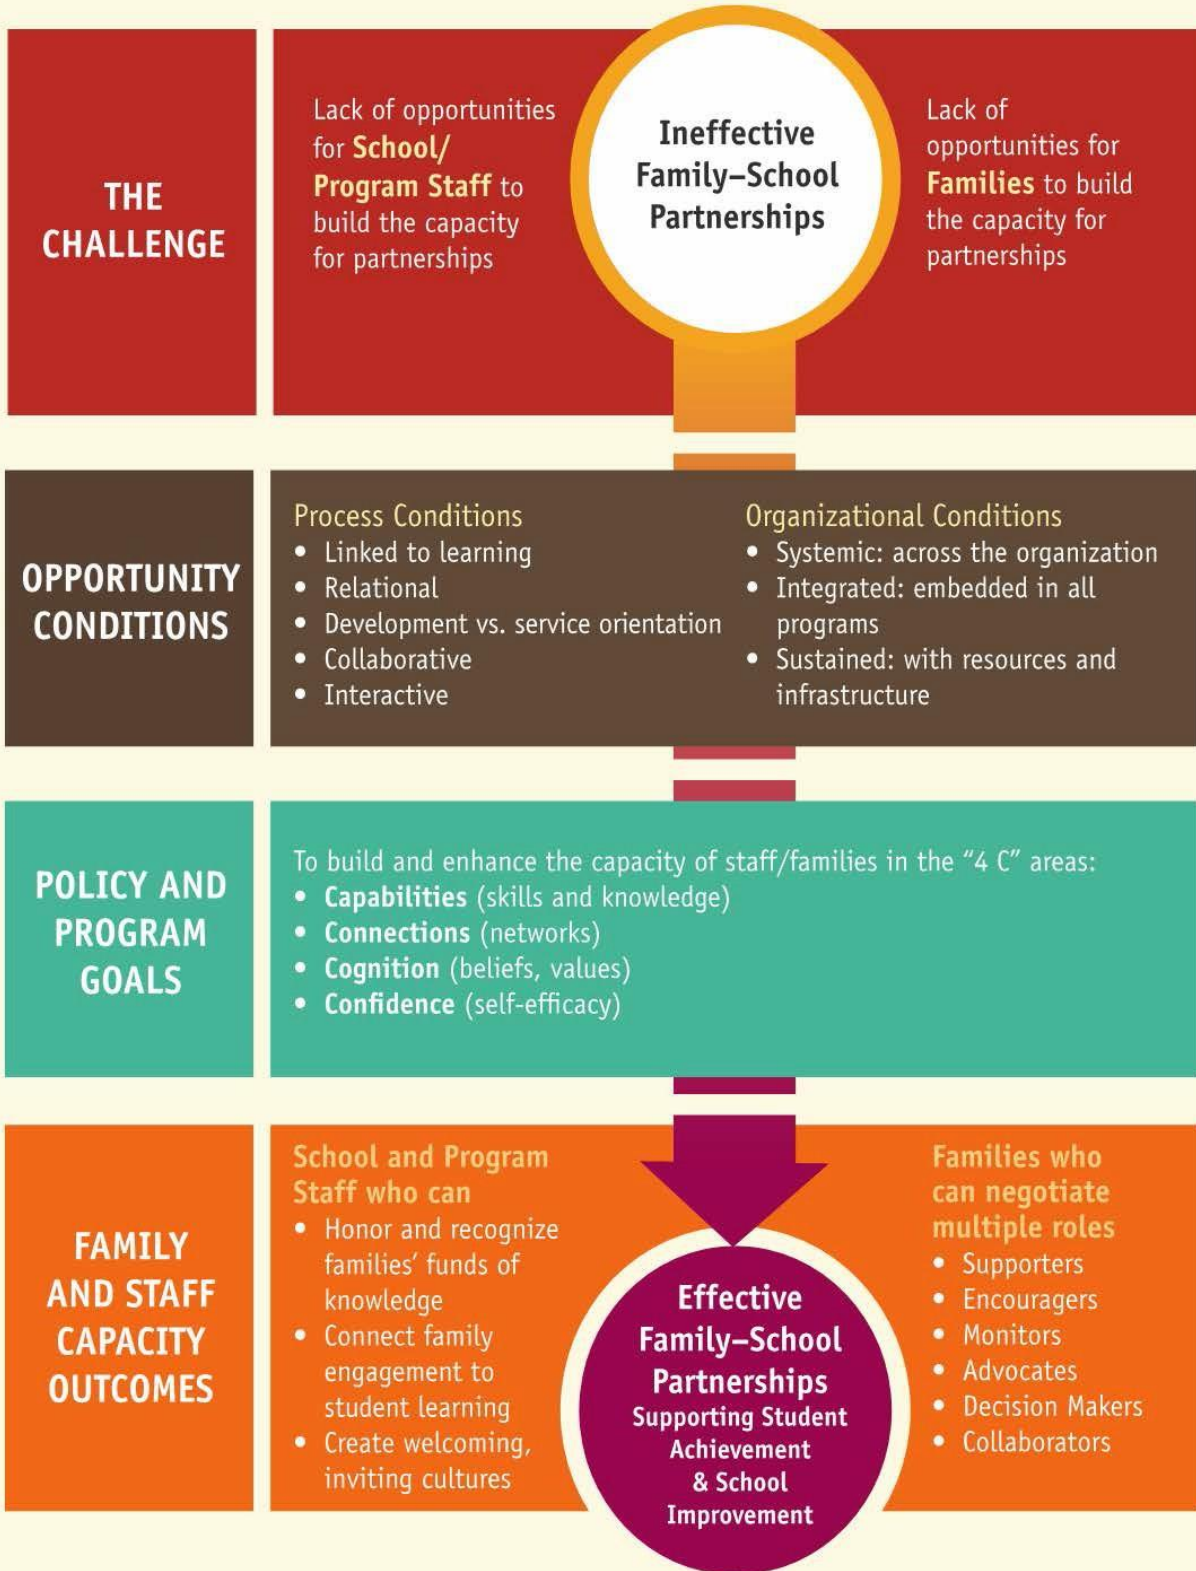 THE
CHALLENGE
Lack of opportunities
for School/
Program Staff to
build the capacity
for partnerships
Ineffective
Family–School
Partnerships
Lack of
opportunities for
Families to build
the capacity for
partnerships
OPPORTUNITY
CONDITIONS
Process Conditions
• Linked to learning
• Relational
• Development vs. service orientation
• Collaborative
• Interactive
Organizational Conditions
• Systemic: across the organization
• Integrated: embedded in all
programs
• Sustained: with resources and
infrastructure
POLICY AND
PROGRAM
GOALS
To build and enhance the capacity of staff/families in the “4 C” areas:
• Capabilities (skills and knowledge)
• Connections (networks)
• Cognition (beliefs, values)
• Confidence (self-efficacy)
FAMILY
AND STAFF
CAPACITY
OUTCOMES
School and Program
Staff who can
• Honor and recognize
families’ funds of
knowledge
• Connect family
engagement to
student learning
• Create welcoming,
inviting cultures
Effective
Family–School
Partnerships
Supporting Student
Achievement
& School
Improvement
Families who
can negotiate
multiple roles
• Supporters
• Encouragers
• Monitors
• Advocates
• Decision Makers
• Collaborators